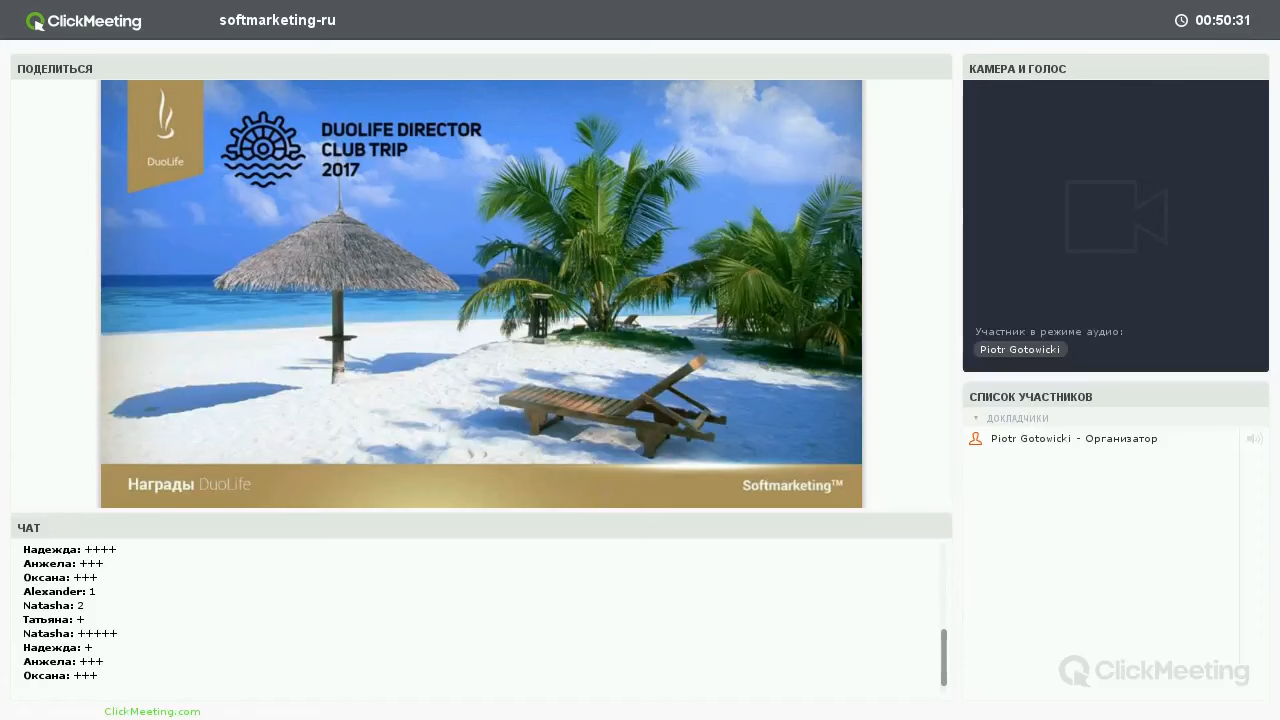 ClickMeeting
softmarketing-ru
00:50:31
ПОДЕЛИТЬСЯ
DuoLife
DUOLIFE DIRECTOR
CLUB TRIP
2017
Награды DuoLife
Softmarketing™
КАМЕРА И ГОЛОС
Участник в режиме аудио:
Piotr Gotowicki
СПИСОК УЧАСТНИКОВ
ДОКЛАДЧИКИ
Piotr Gotowicki - Организатор
ЧАТ
Надежда: ++++
Анжела: +++
Оксана: +++
Alexander: 1
Natasha: 2
Татьяна: +
Natasha: +++++
Надежда: +
Анжела: +++
Оксана: +++
ClickMeeting
ClickMeeting.com